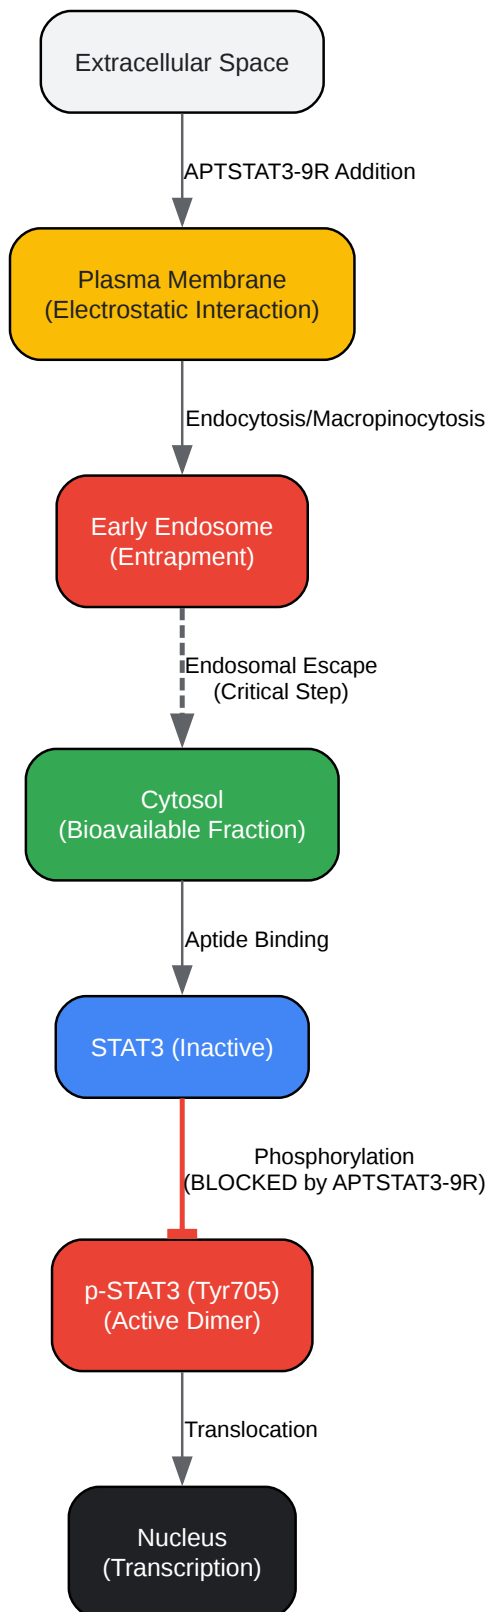 Extracellular Space
APTSTAT3-9R Addition
Plasma Membrane
(Electrostatic Interaction)
Endocytosis/Macropinocytosis
Early Endosome
(Entrapment)
Endosomal Escape
(Critical Step)
Cytosol
(Bioavailable Fraction)
Aptide Binding
STAT3 (Inactive)
Phosphorylation
(BLOCKED by APTSTAT3-9R)
p-STAT3 (Tyr705)
(Active Dimer)
Translocation
Nucleus
(Transcription)